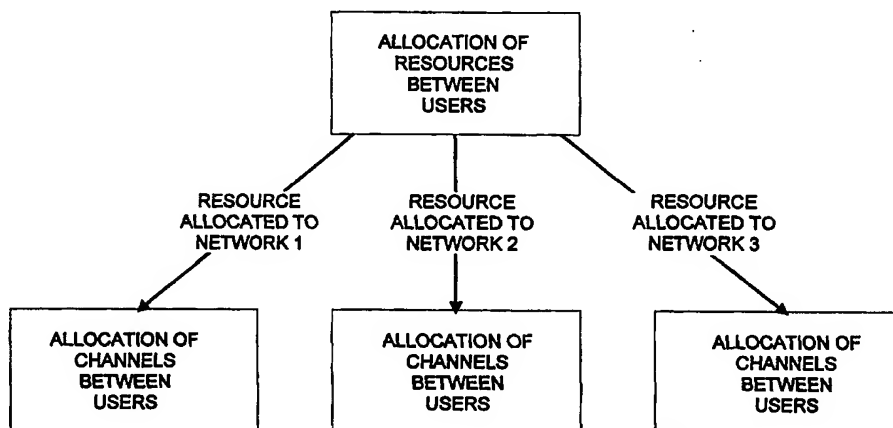 ALLOCATION OF
RESOURCES
BETWEEN
USERS
RESOURCE
ALLOCATED TO
NETWORK 1
RESOURCE
ALLOCATED TO
NETWORK 2
RESOURCE
ALLOCATED TO
NETWORK 3
ALLOCATION OF
CHANNELS
BETWEEN
USERS
ALLOCATION OF
CHANNELS
BETWEEN
USERS
ALLOCATION OF
CHANNELS
BETWEEN
USERS